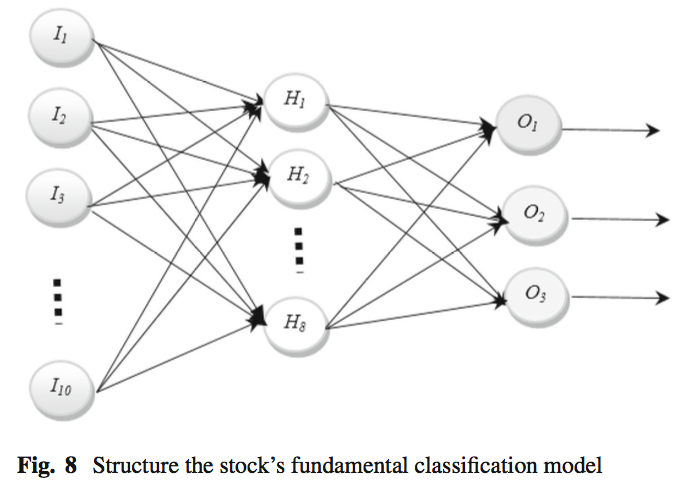 I1
I2
I3
I10
H1
H2
H8
O1
O2
O3
Fig. 8 Structure the stock's fundamental classification model